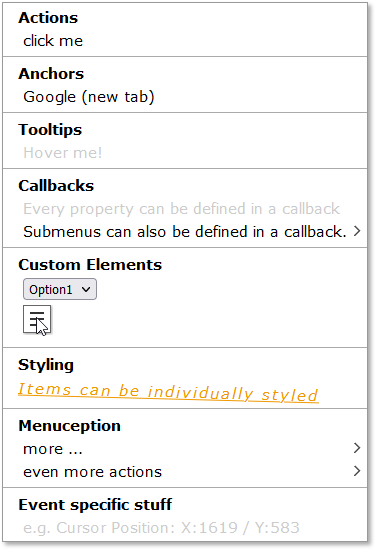 Actions
click me
Anchors
Google (new tab)
Tooltips
Hover me!
Callbacks
Every property can be defined in a callback
Submenus can also be defined in a callback.
Custom Elements
Option1
Styling
Items can be individually styled
Menuception
more ...
even more actions
Event specific stuff
e.g. Cursor Position: X:1619 / Y:583